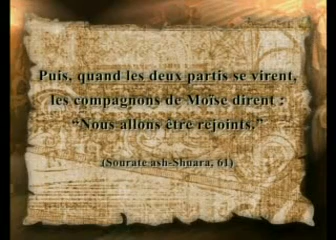 Puis, quand les deux partis se virent,
les compagnons de Moïse dirent :
“Nous allons être rejoints.”
(Sourate ash-Shuara, 61)